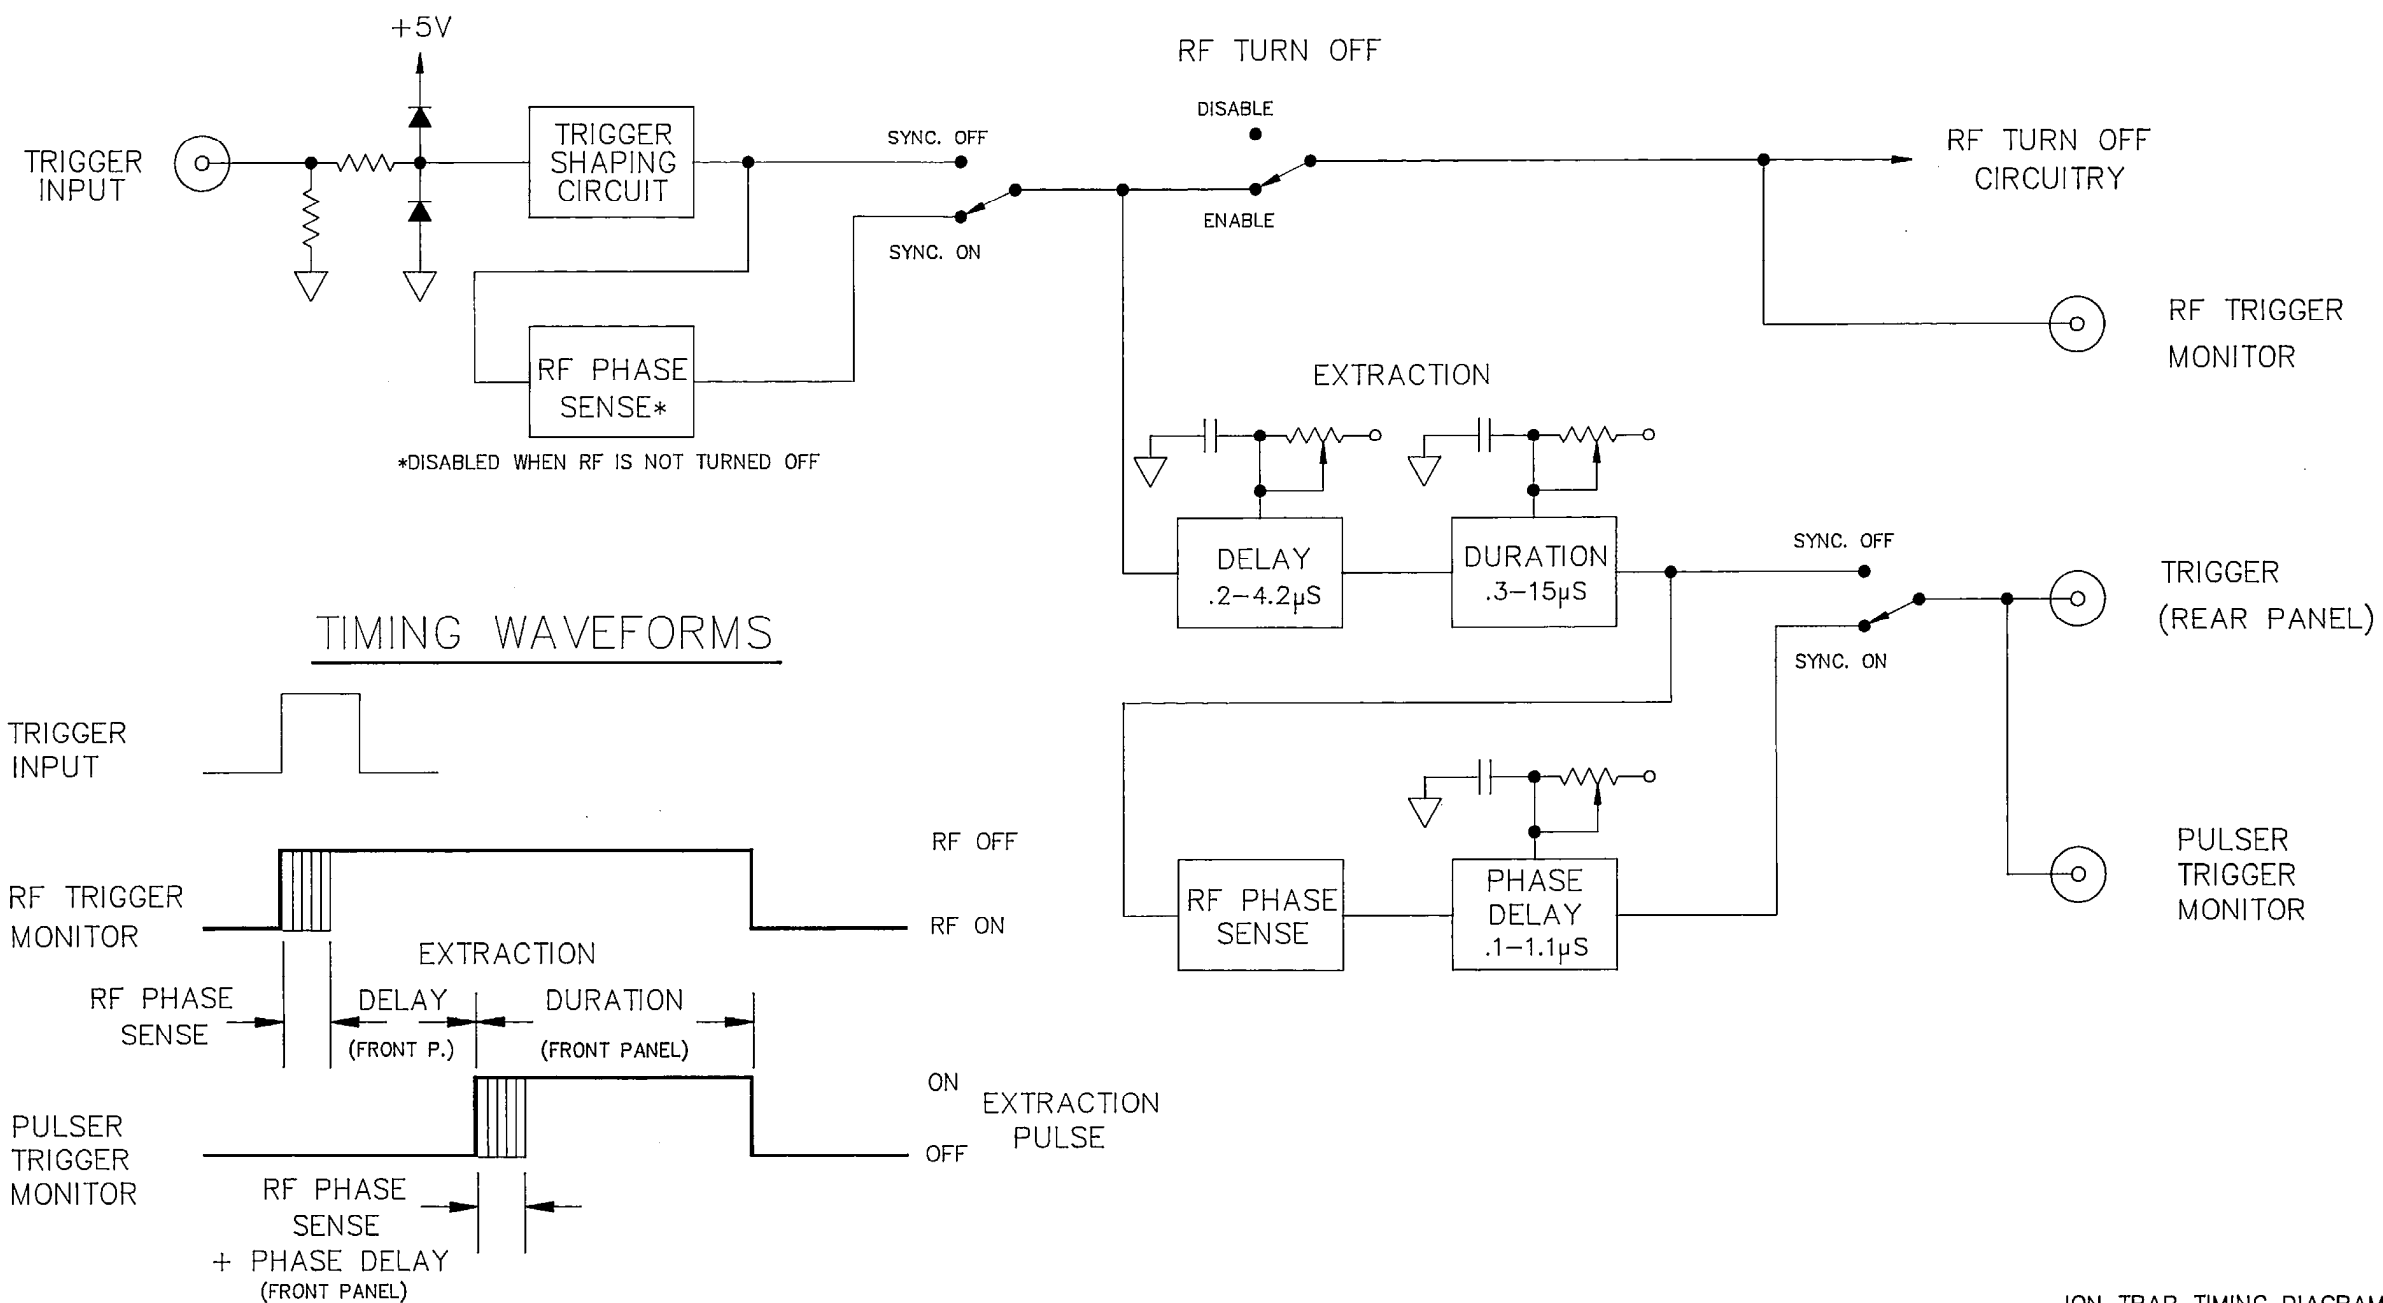 +5V
RF TURN OFF
DISABLE
TRIGGER
INPUT
TRIGGER
SHAPING
CIRCUIT
SYNC. OFF
SYNC. ON
ENABLE
RF TURN OFF
CIRCUITRY
RF TRIGGER
MONITOR
RF PHASE
SENSE*
*DISABLED WHEN RF IS NOT TURNED OFF
EXTRACTION
DELAY
.2-4.2µS
DURATION
.3-15µS
SYNC. OFF
SYNC. ON
TRIGGER
(REAR PANEL)
RF PHASE
SENSE
PHASE
DELAY
.1-1.1µS
PULSER
TRIGGER
MONITOR
TIMING WAVEFORMS
TRIGGER
INPUT
RF TRIGGER
MONITOR
RF OFF
RF ON
EXTRACTION
RF PHASE
SENSE
DELAY
(FRONT P.)
DURATION
(FRONT PANEL)
PULSER
TRIGGER
MONITOR
ON
OFF
EXTRACTION
PULSE
RF PHASE
SENSE
+ PHASE DELAY
(FRONT PANEL)
ION TRAP TIMING DIAGRAM